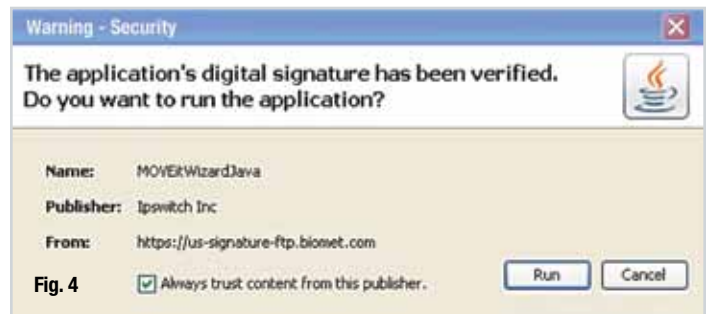 Warning - Security
The application's digital signature has been verified.
Do you want to run the application?
Name: MOVEitWizardJava
Publisher: Ipswitch Inc
From: https://us-signature-ftp.biomet.com
Fig. 4
Always trust content from this publisher.
Run Cancel